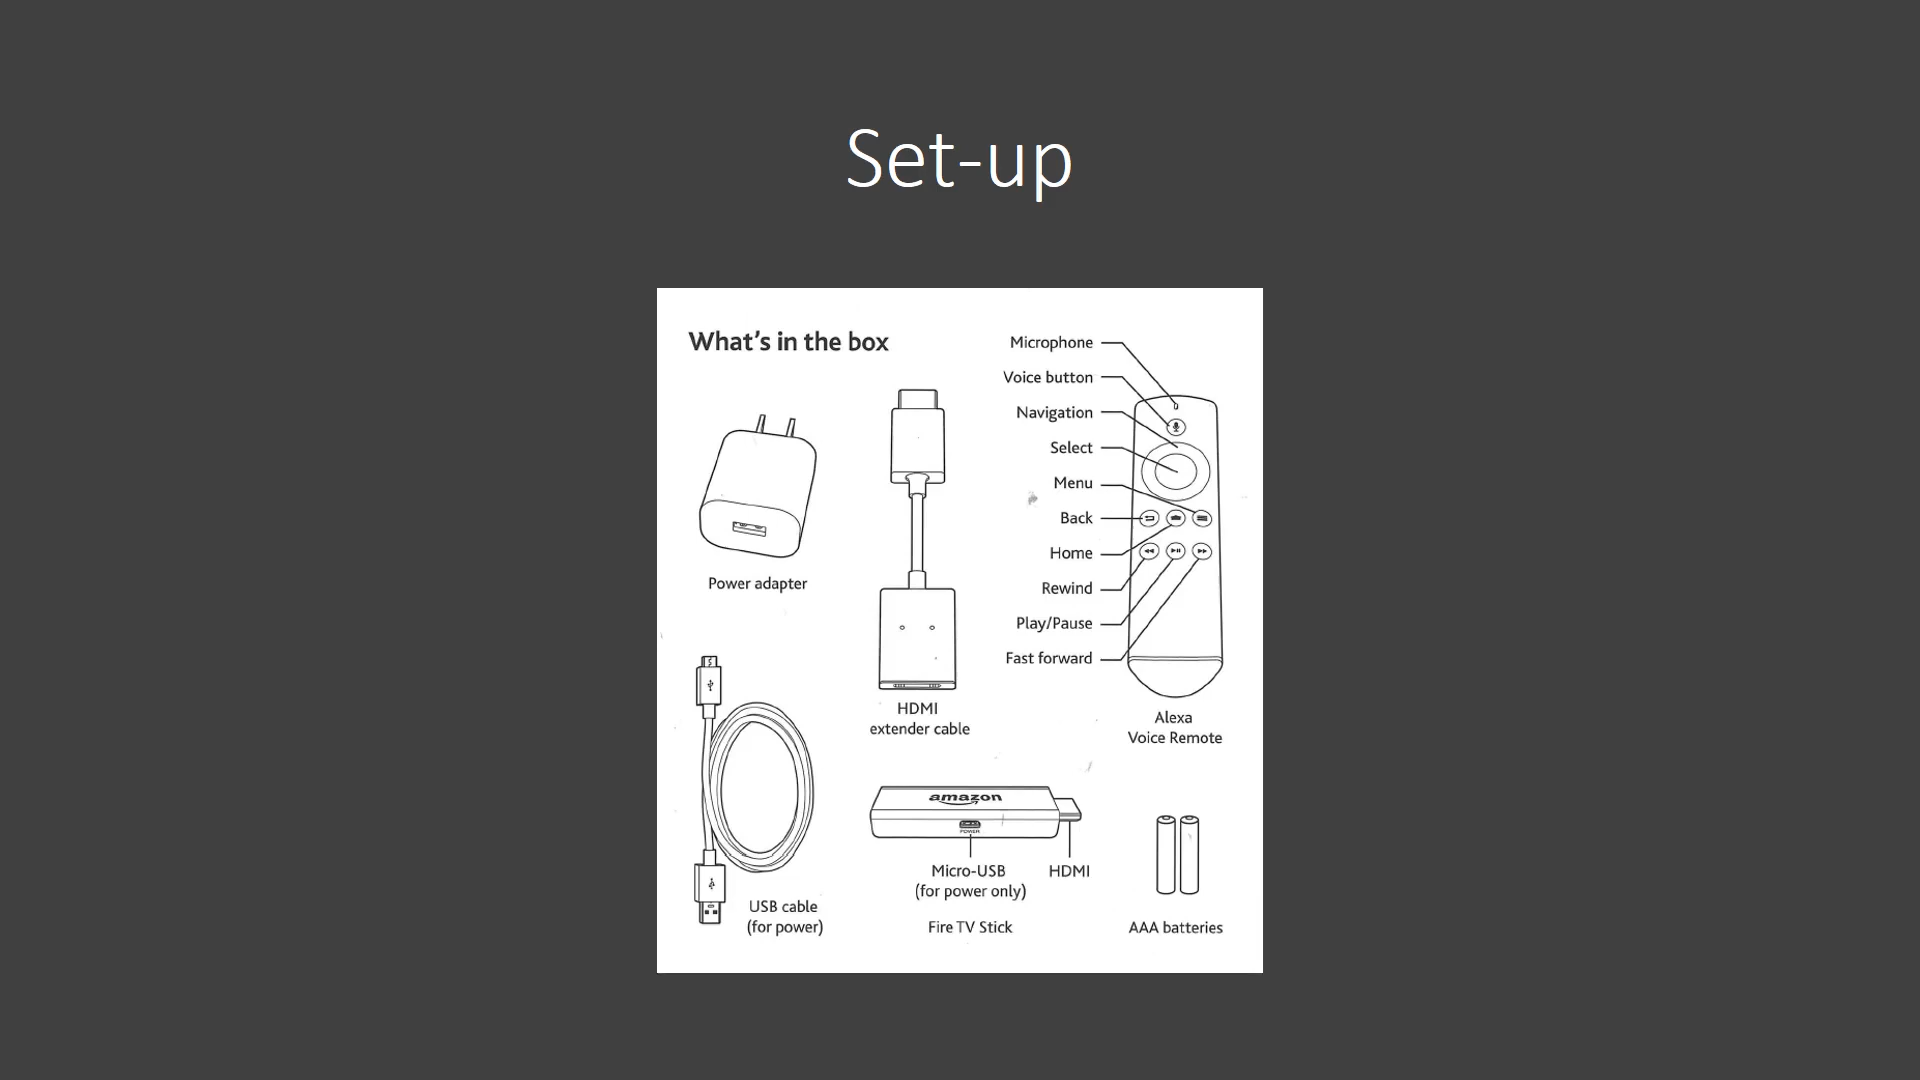 Set-up
What's in the box
Microphone
Voice button
Navigation
Select
Menu
Back
Home
Rewind
Play/Pause
Fast forward
Power adapter
HDMI
extender cable
Alexa
Voice Remote
amazon
POWER
Micro-USB
(for power only)
HDMI
USB cable
(for power)
Fire TV Stick
AAA batteries